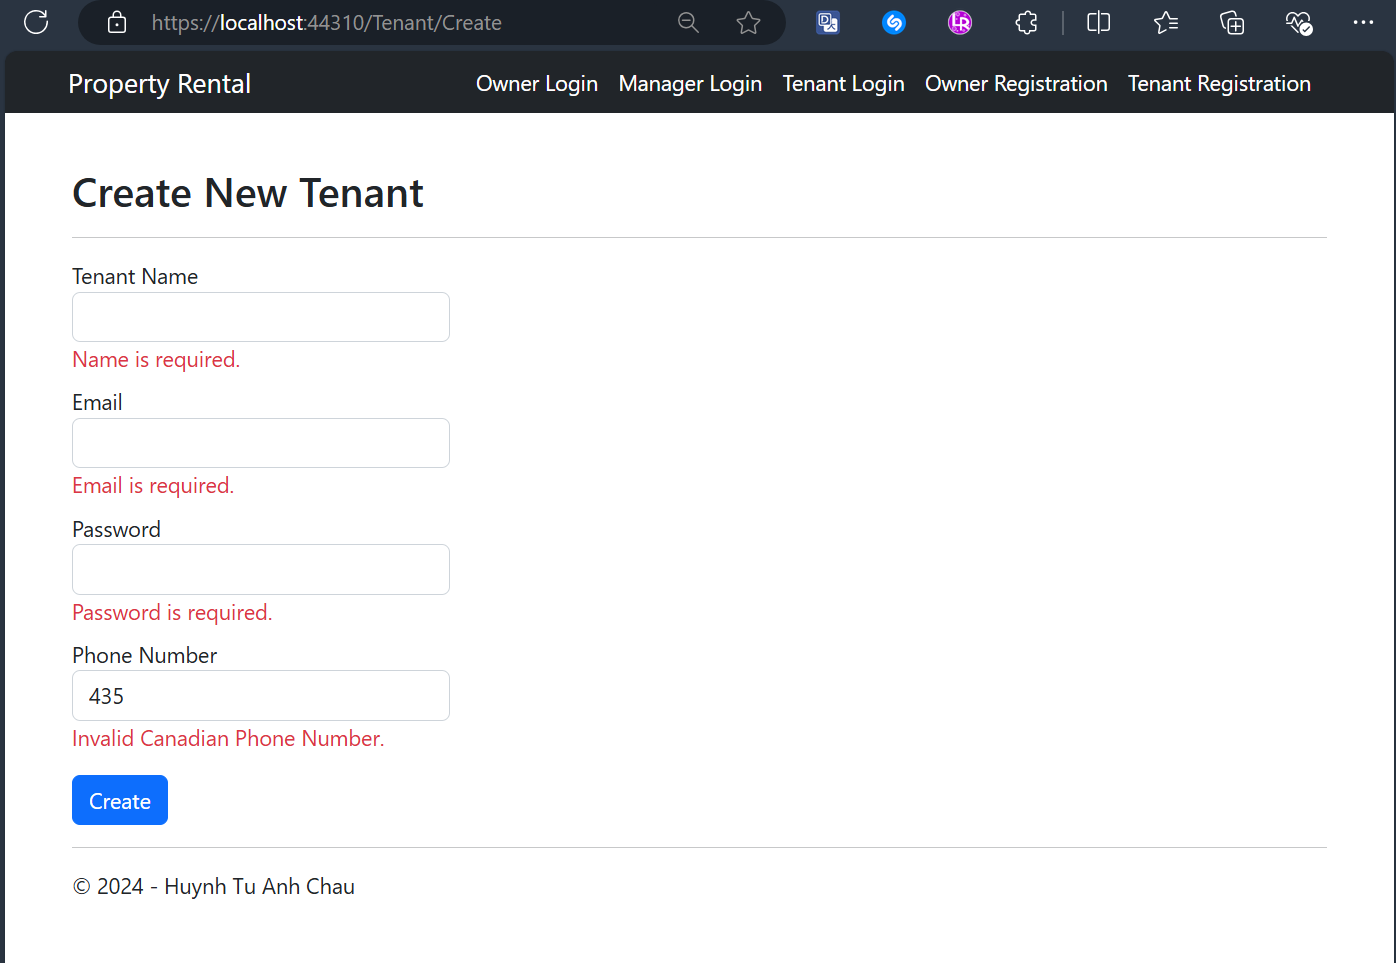 https://localhost:44310/Tenant/Create
Property Rental Owner Login Manager Login Tenant Login Owner Registration Tenant Registration
Create New Tenant
Tenant Name
Name is required.
Email
Email is required.
Password
Password is required.
Phone Number
435
Invalid Canadian Phone Number.
Create
© 2024 - Huynh Tu Anh Chau